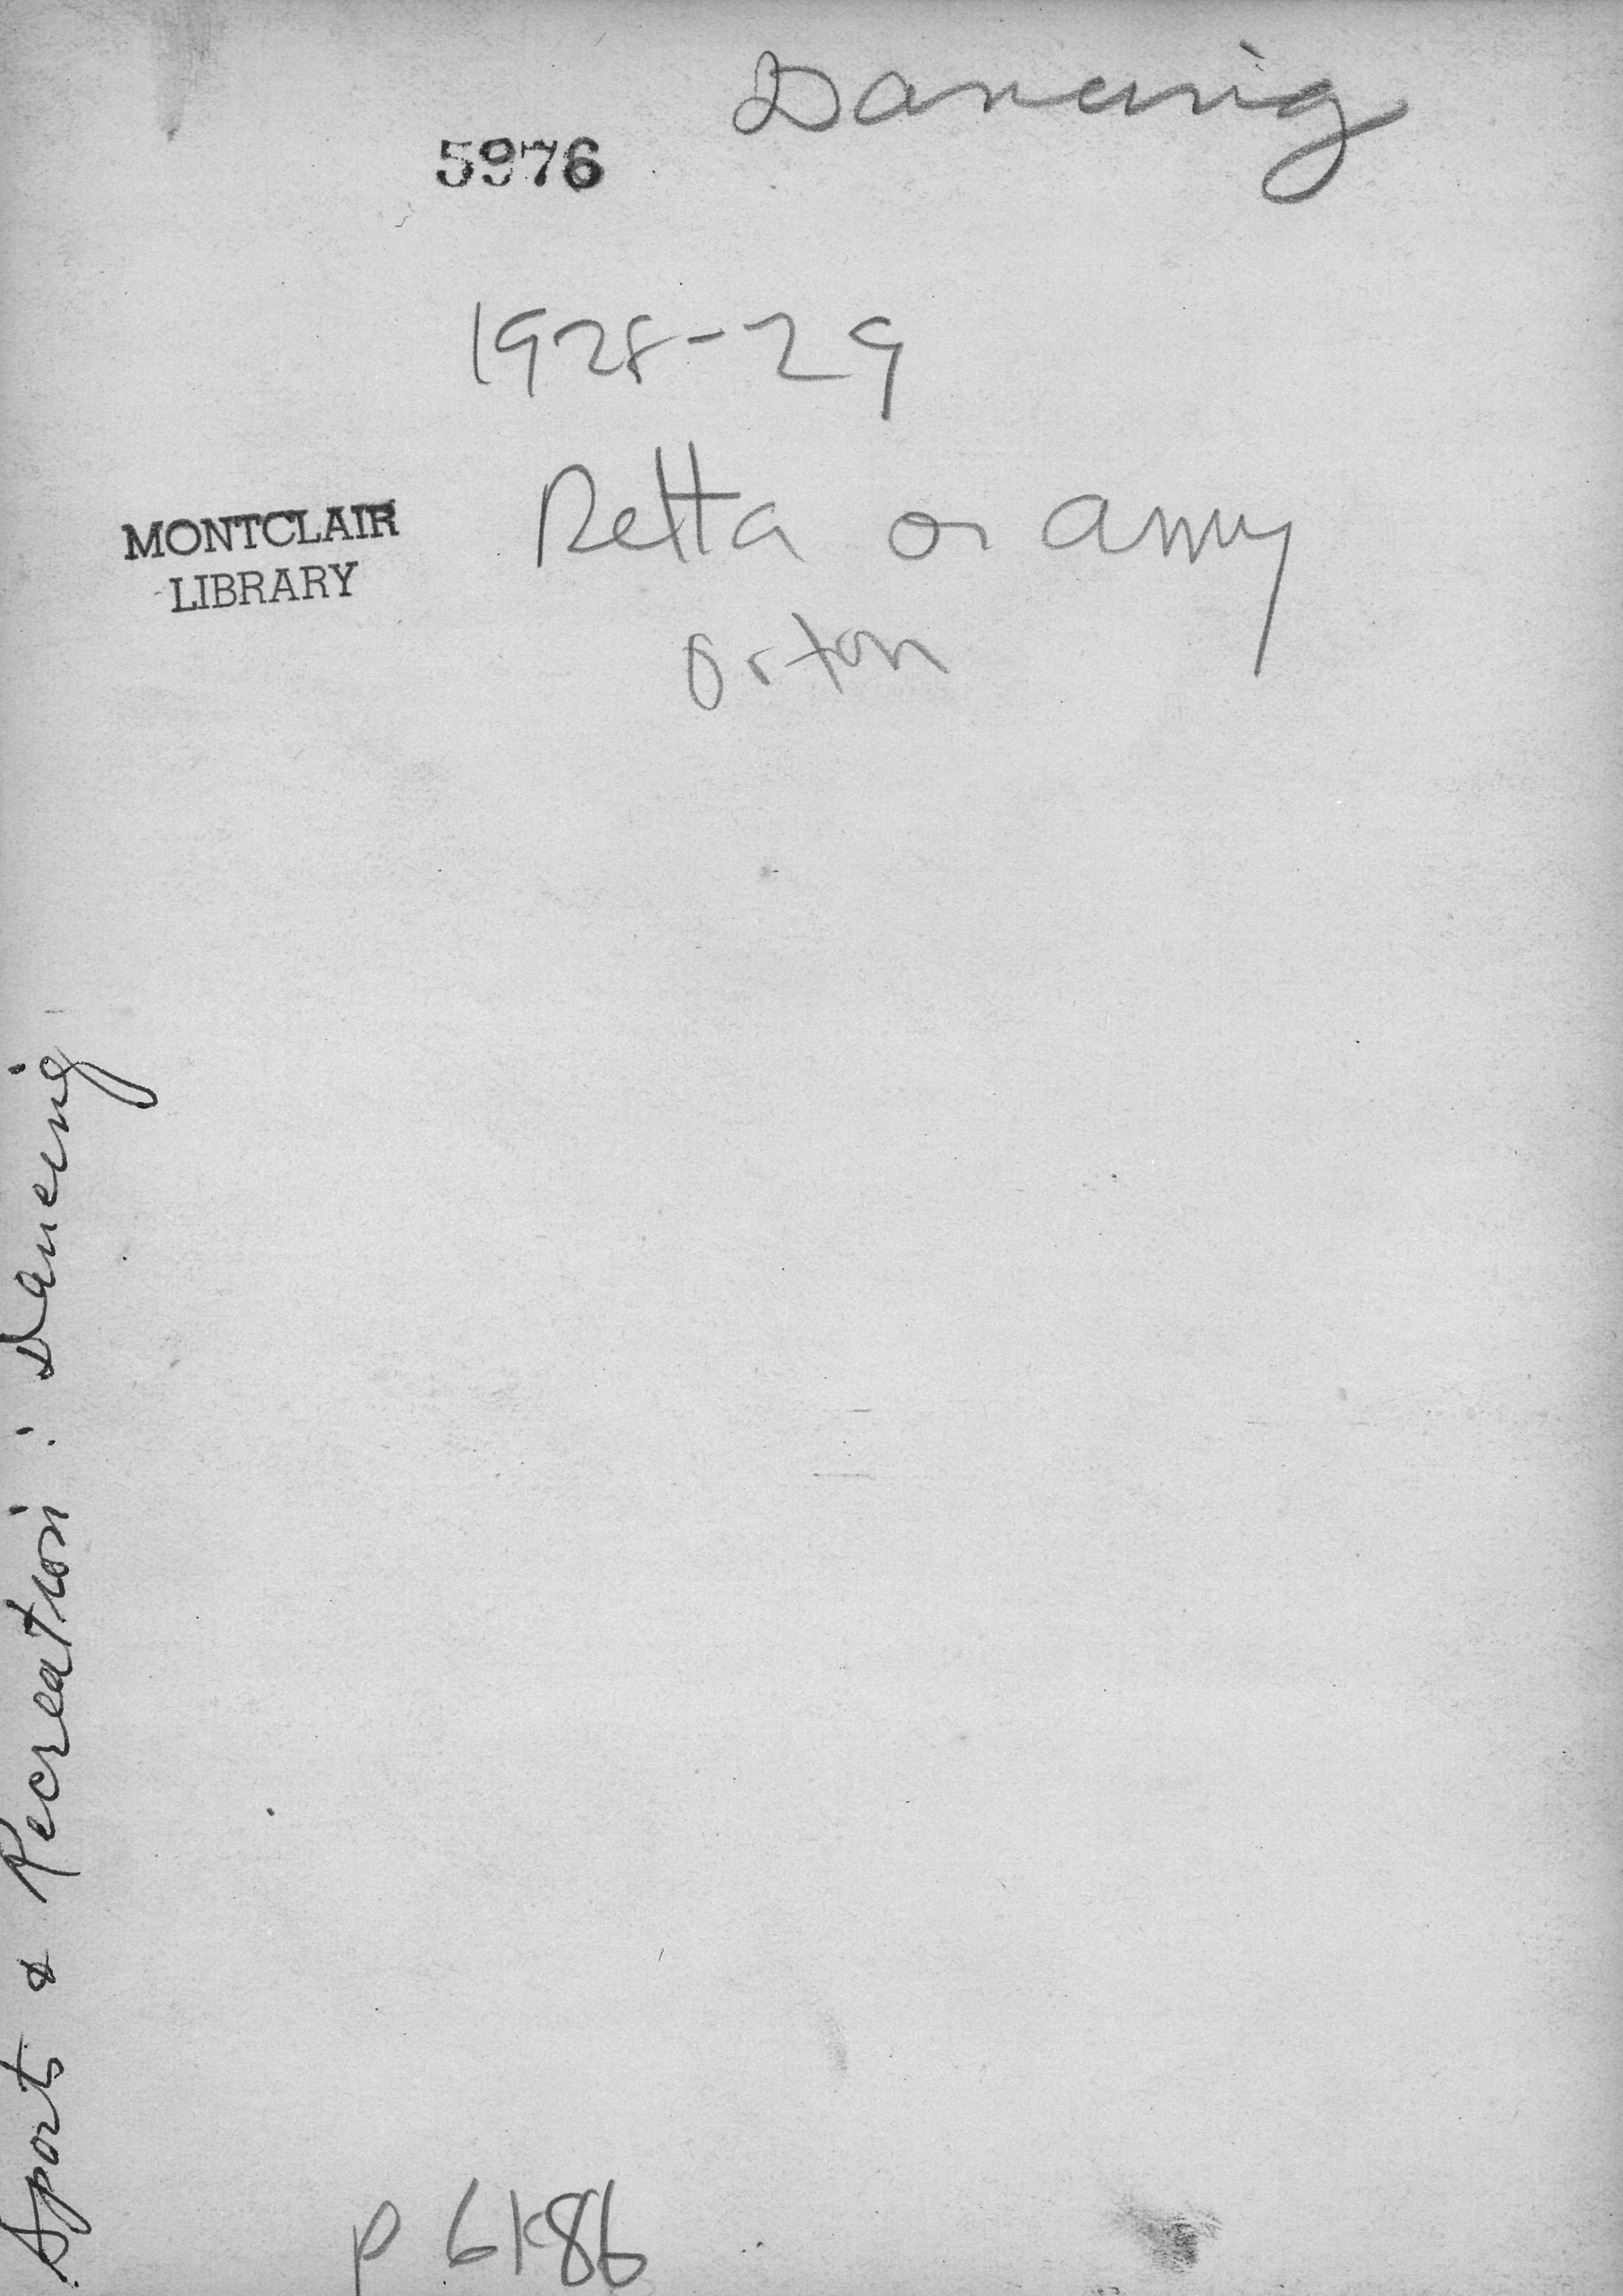 Dancing
5976
1928-29
MONTCLAIR
LIBRARY
Retta or Amy
Orton
Sports & Recreation: Dancing
p 6186